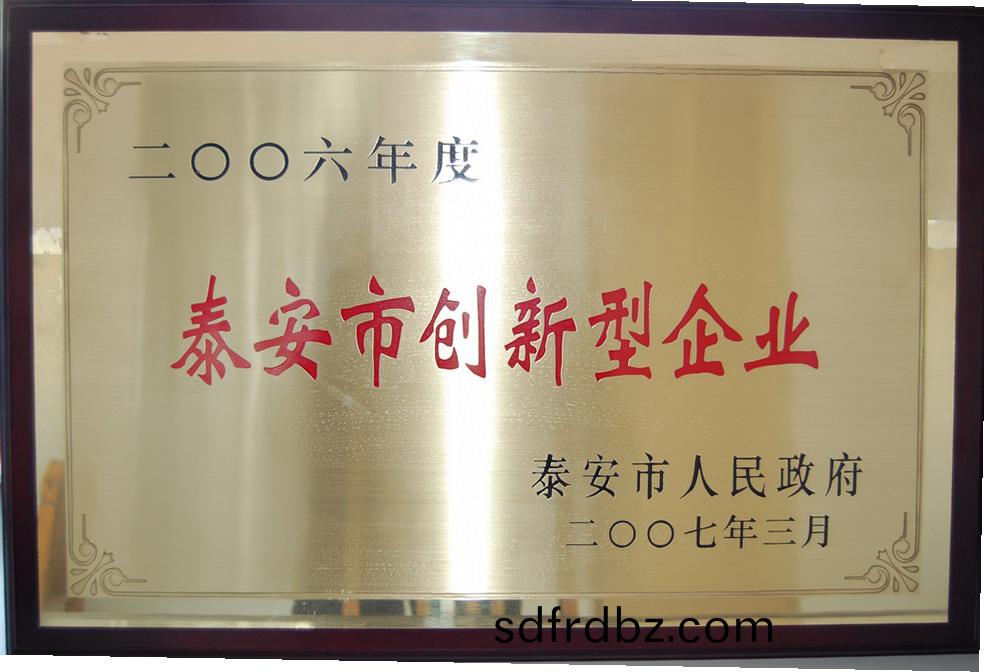 二〇〇六年度
泰安市创新型企业
泰安市人民政府
二〇〇七年三月
sdfrdbz.com